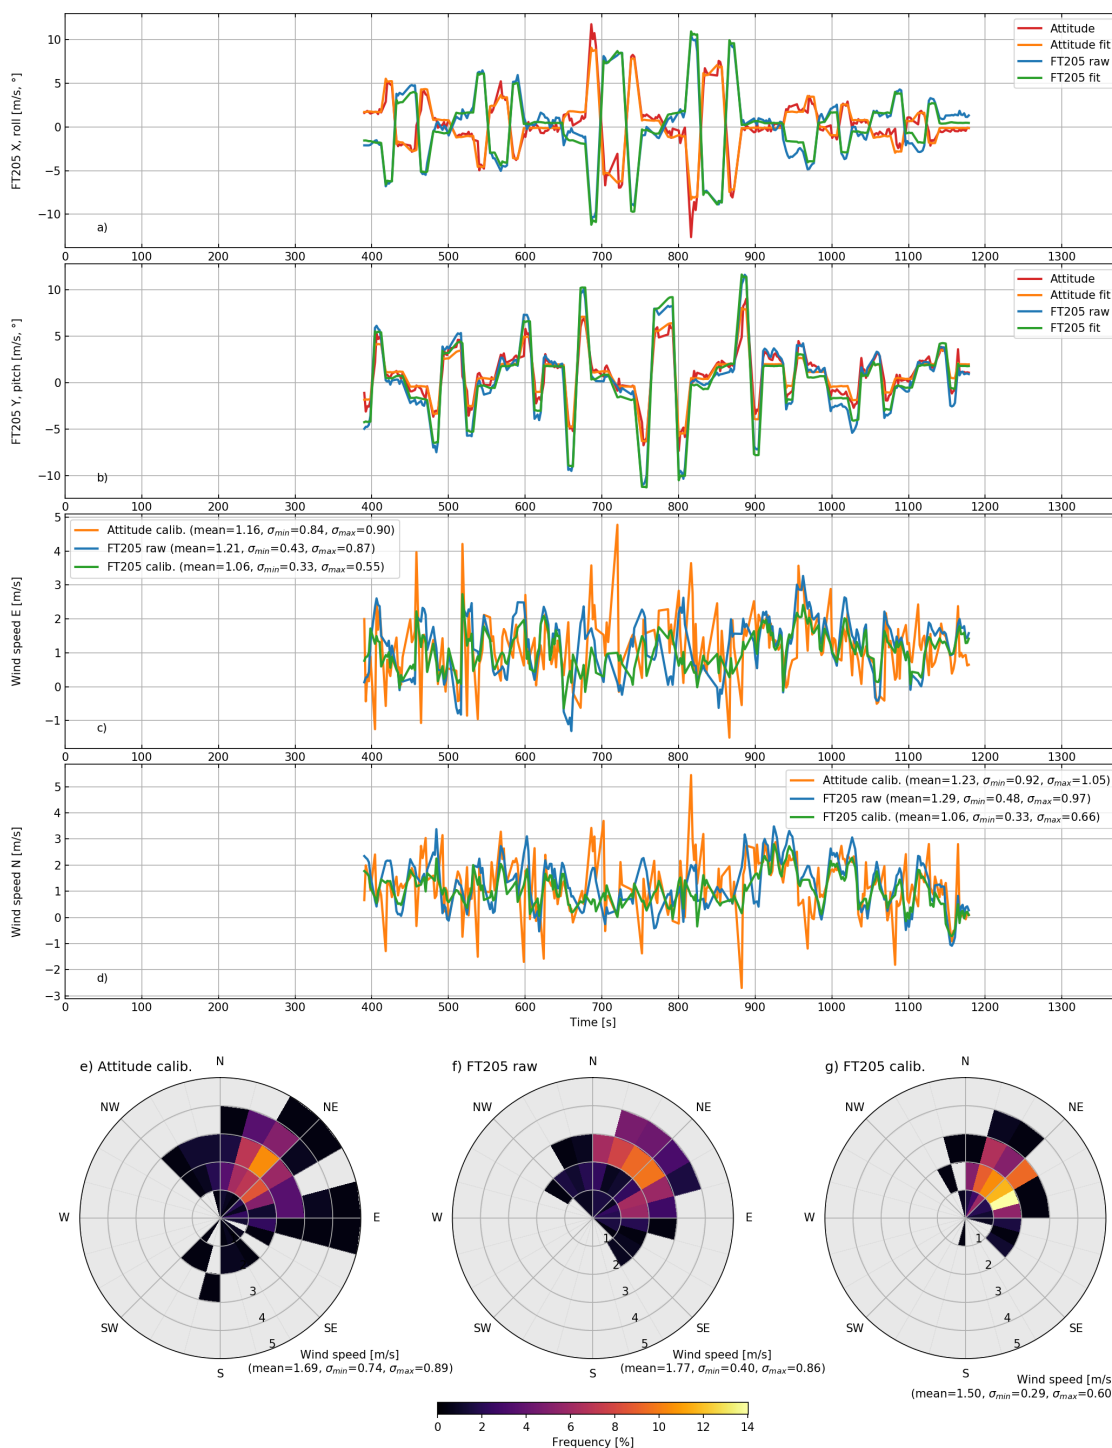 FT205 X, roll [m/s, °]
10
5
0
−5
−10
Attitude
Attitude fit
FT205 raw
FT205 fit
a)
0 100 200 300 400 500 600 700 800 900 1000 1100 1200 1300
FT205 Y, pitch [m/s, °]
10
5
0
−5
−10
Attitude
Attitude fit
FT205 raw
FT205 fit
b)
0 100 200 300 400 500 600 700 800 900 1000 1100 1200 1300
Wind speed E [m/s]
5
4
3
2
1
0
−1
Attitude calib. (mean=1.16, σmin=0.84, σmax=0.90)
FT205 raw (mean=1.21, σmin=0.43, σmax=0.87)
FT205 calib. (mean=1.06, σmin=0.33, σmax=0.55)
c)
0 100 200 300 400 500 600 700 800 900 1000 1100 1200 1300
Wind speed N [m/s]
5
4
3
2
1
0
−1
−2
−3
Attitude calib. (mean=1.23, σmin=0.92, σmax=1.05)
FT205 raw (mean=1.29, σmin=0.48, σmax=0.97)
FT205 calib. (mean=1.06, σmin=0.33, σmax=0.66)
d)
0 100 200 300 400 500 600 700 800 900 1000 1100 1200 1300
Time [s]
e) Attitude calib.
N
NE
E
SE
S
SW
W
NW
3
4
5
Wind speed [m/s]
(mean=1.69, σmin=0.74, σmax=0.89)
f) FT205 raw
N
NE
E
SE
S
SW
W
NW
1
2
3
4
5
Wind speed [m/s]
(mean=1.77, σmin=0.40, σmax=0.86)
g) FT205 calib.
N
NE
E
SE
S
SW
W
NW
1
2
3
4
5
Wind speed [m/s
(mean=1.50, σmin=0.29, σmax=0.60
0 2 4 6 8 10 12 14
Frequency [%]